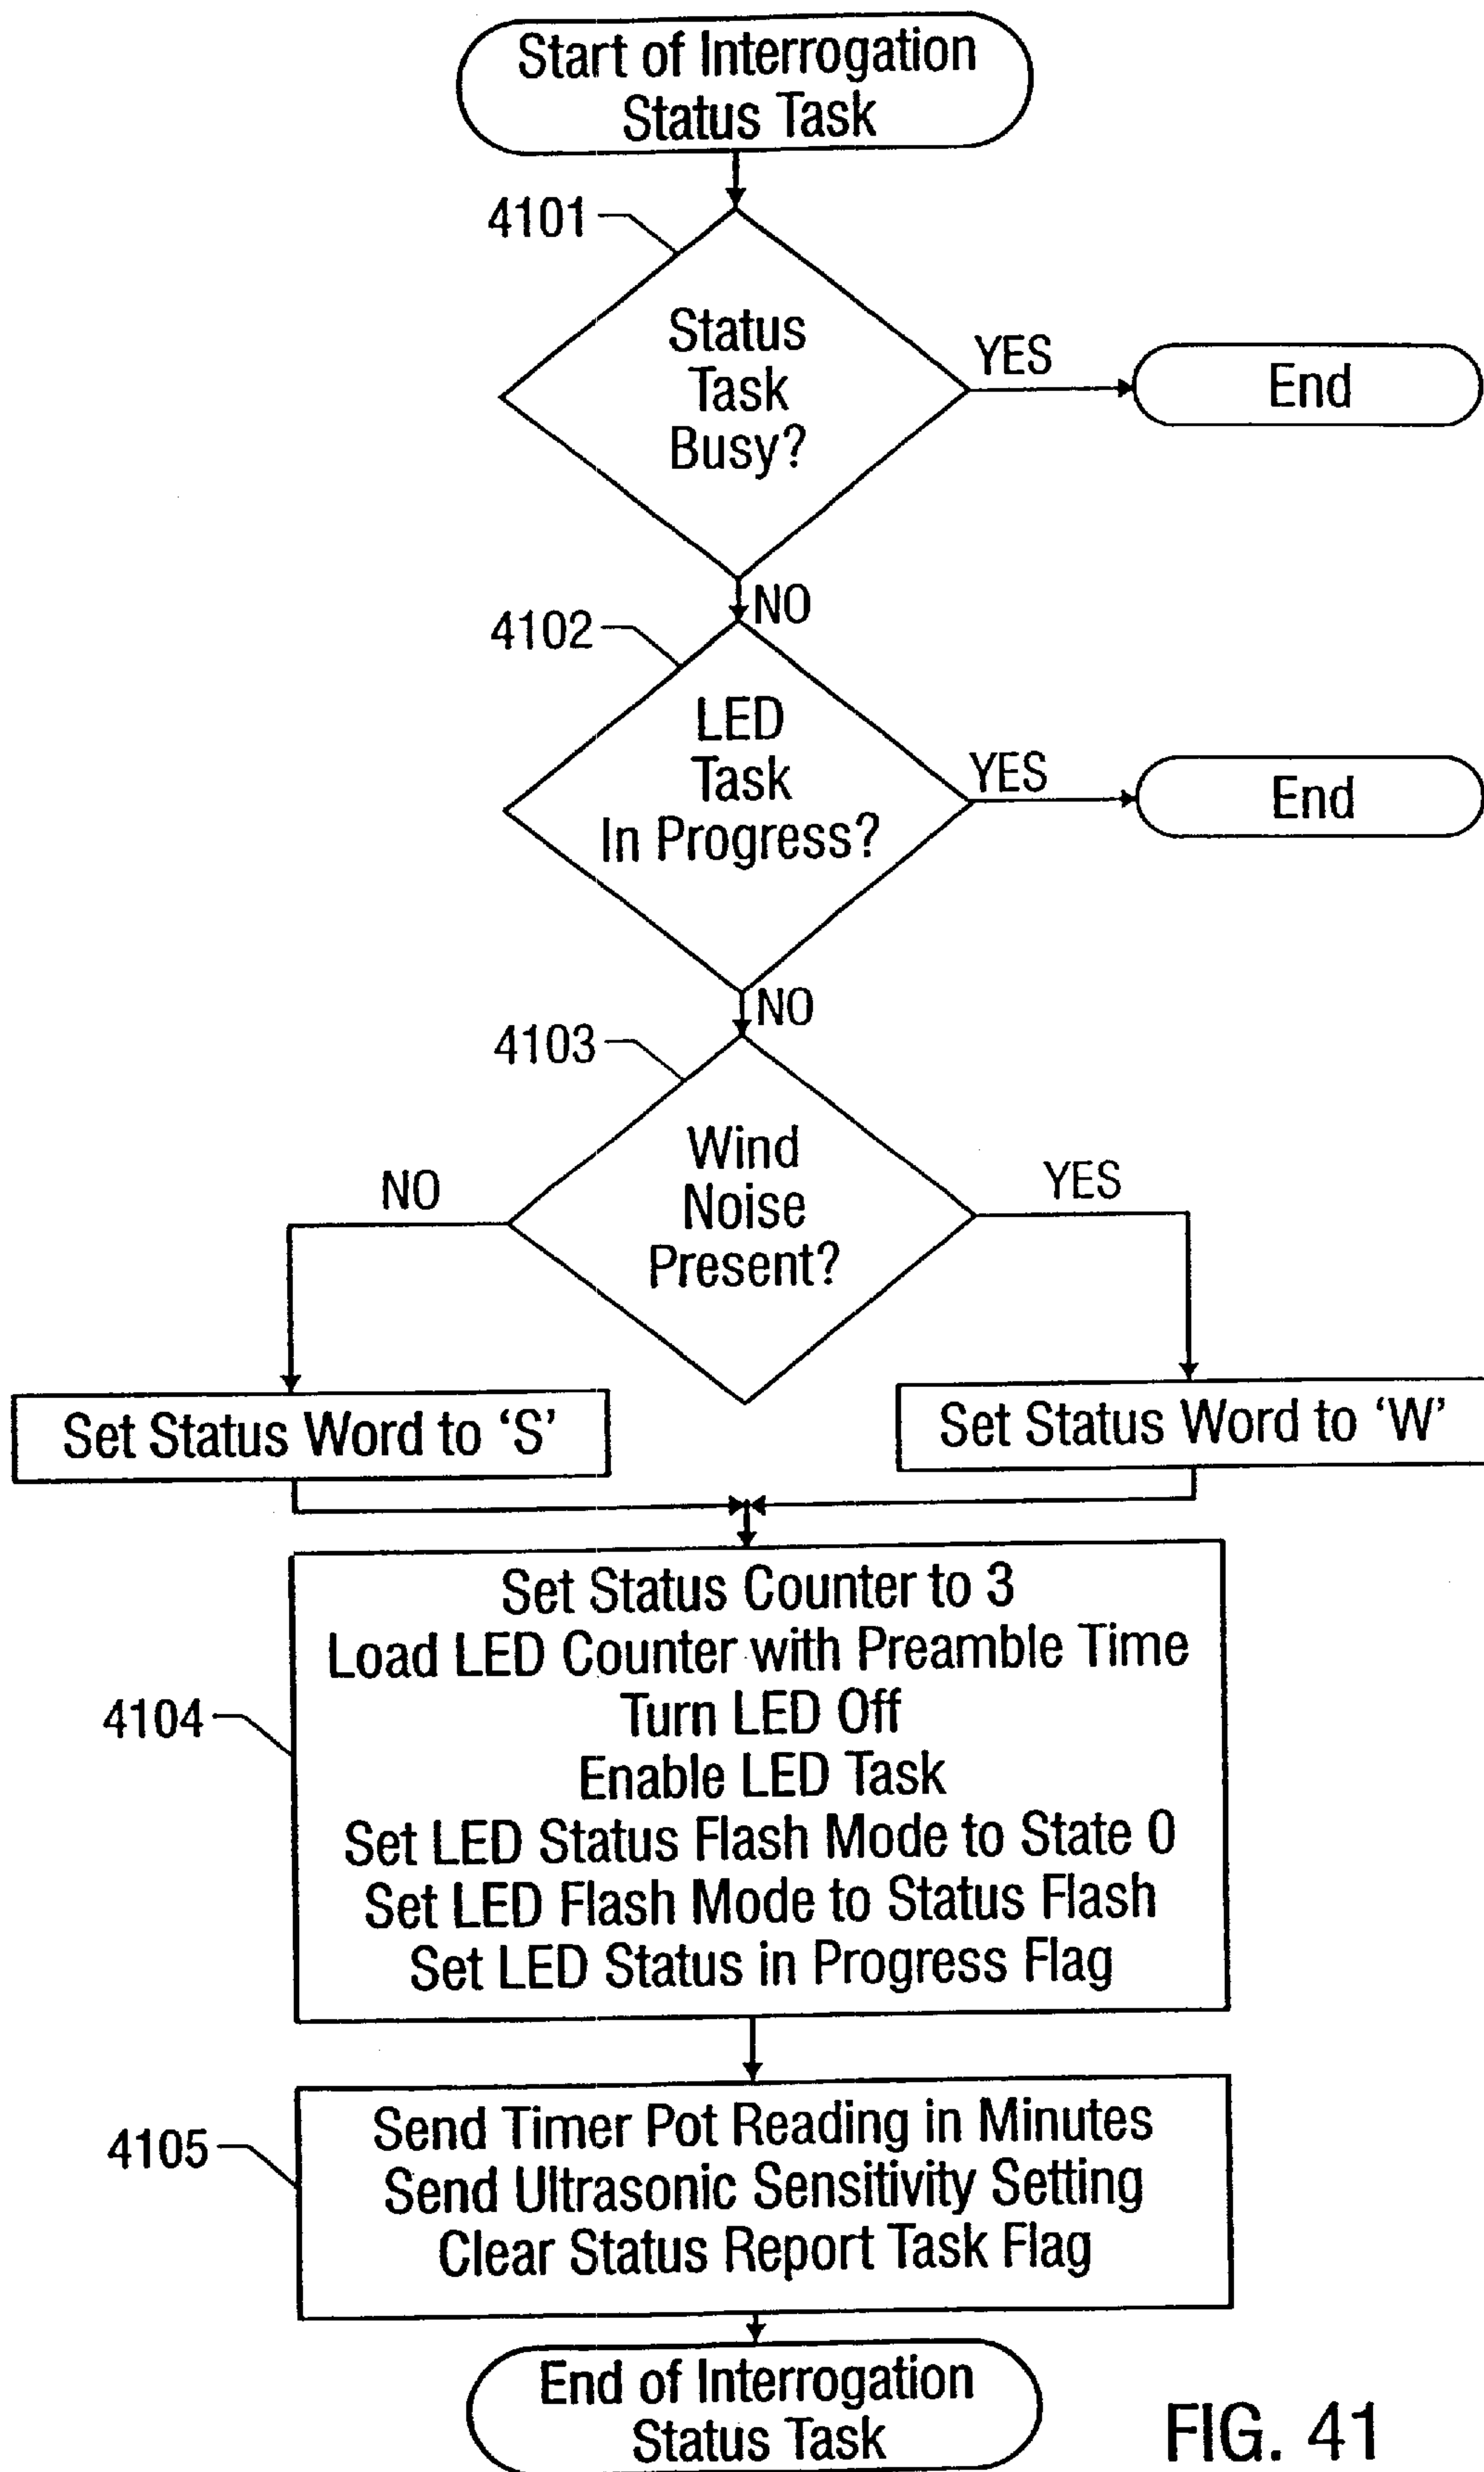 Start of Interrogation
Status Task
4101
Status
Task
Busy?
YES
End
NO
4102
LED
Task
In Progress?
YES
End
NO
4103
Wind
Noise
Present?
NO
YES
Set Status Word to ‘S’
Set Status Word to ‘W’
4104
Set Status Counter to 3
Load LED Counter with Preamble Time
Turn LED Off
Enable LED Task
Set LED Status Flash Mode to State 0
Set LED Flash Mode to Status Flash
Set LED Status in Progress Flag
4105
Send Timer Pot Reading in Minutes
Send Ultrasonic Sensitivity Setting
Clear Status Report Task Flag
End of Interrogation
Status Task
FIG. 41